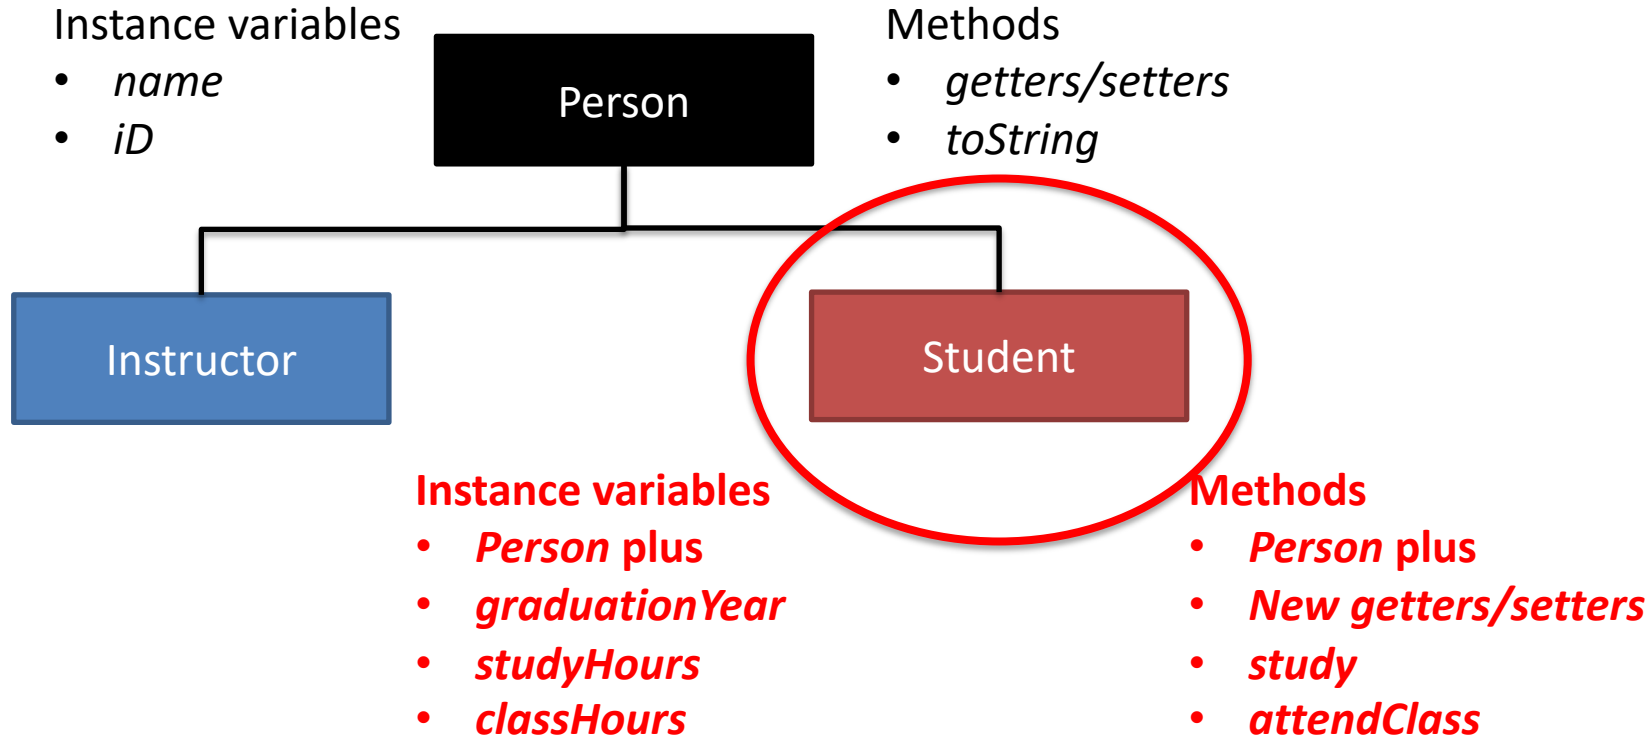 Instance variables
• name
• iD
Person
Methods
• getters/setters
• toString
Instructor
Student
Instance variables
• Person plus
• graduationYear
• studyHours
• classHours
Methods
• Person plus
• New getters/setters
• study
• attendClass